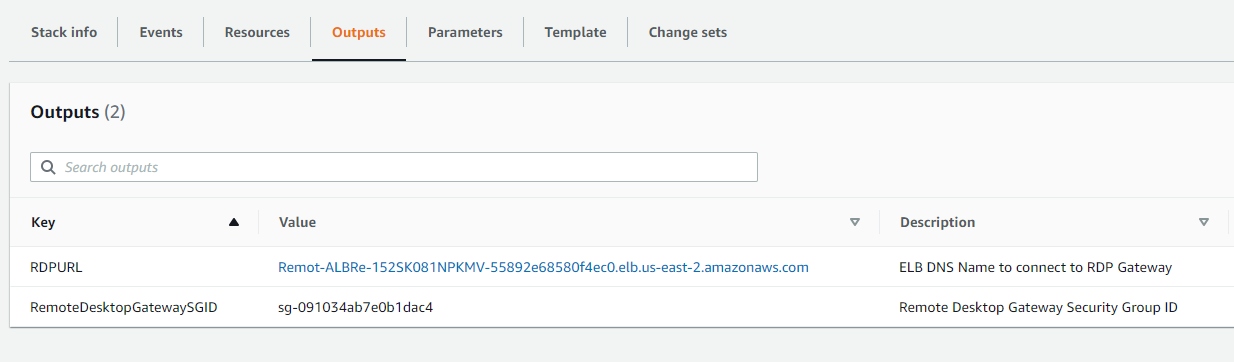 Stack info Events Resources Outputs Parameters Template Change sets
Outputs (2)
Search outputs
Key Value Description
RDPURL Remot-ALBRe-152SK081NPKMV-55892e68580f4ec0.elb.us-east-2.amazonaws.com ELB DNS Name to connect to RDP Gateway
RemoteDesktopGatewaySGID sg-091034ab7e0b1dac4 Remote Desktop Gateway Security Group ID